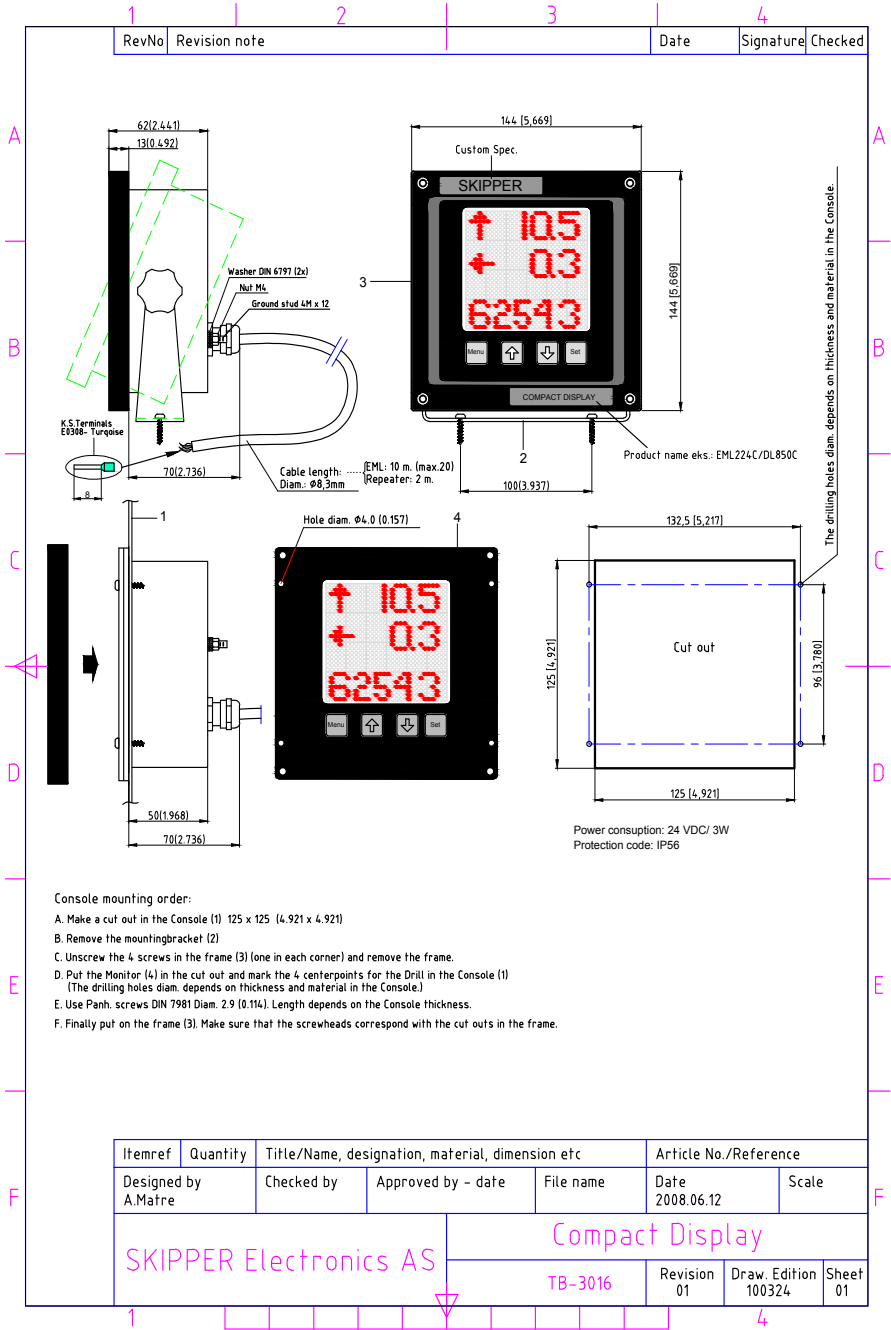 1 2 3 4
RevNo Revision note Date Signature Checked
A A
62(2.441)
13(0.492)
144 [5,669]
Custom Spec.
SKIPPER
10.5
0.3
62543
Menu Set
COMPACT DISPLAY
3
144 [5,669]
The drilling holes diam. depends on thickness and material in the Console.
Washer DIN 6797 (2x)
Nut M4
Ground stud 4M x 12
B B
K.S.Terminals
E0308- Turqoise
8
70(2.736)
Cable length: ...... EML: 10 m. (max.20)
Repeater: 2 m.
Diam.: Ø8,3mm
2
Product name eks.: EML224C/DL850C
100(3.937)
1
Hole diam. Φ4.0 (0.157)
4
132,5 [5,217]
C C
10.5
0.3
62543
Menu Set
125 [4,921]
Cut out
96 [3,780]
D D
125 [4,921]
50(1.968)
70(2.736)
Power consuption: 24 VDC/ 3W
Protection code: IP56
Console mounting order:
A. Make a cut out in the Console (1) 125 x 125 (4.921 x 4.921)
B. Remove the mountingbracket (2)
C. Unscrew the 4 screws in the frame (3) (one in each corner) and remove the frame.
D. Put the Monitor (4) in the cut out and mark the 4 centerpoints for the Drill in the Console (1)
(The drilling holes diam. depends on thickness and material in the Console.)
E. Use Panh. screws DIN 7981 Diam. 2.9 (0.114). Length depends on the Console thickness.
F. Finally put on the frame (3). Make sure that the screwheads correspond with the cut outs in the frame.
E E
Itemref Quantity Title/Name, designation, material, dimension etc Article No./Reference
Designed by Checked by Approved by - date File name Date Scale
A.Matre 2008.06.12
F F
SKIPPER Electronics AS
Compact Display
TB-3016
Revision Draw. Edition Sheet
01 100324 01
1 4